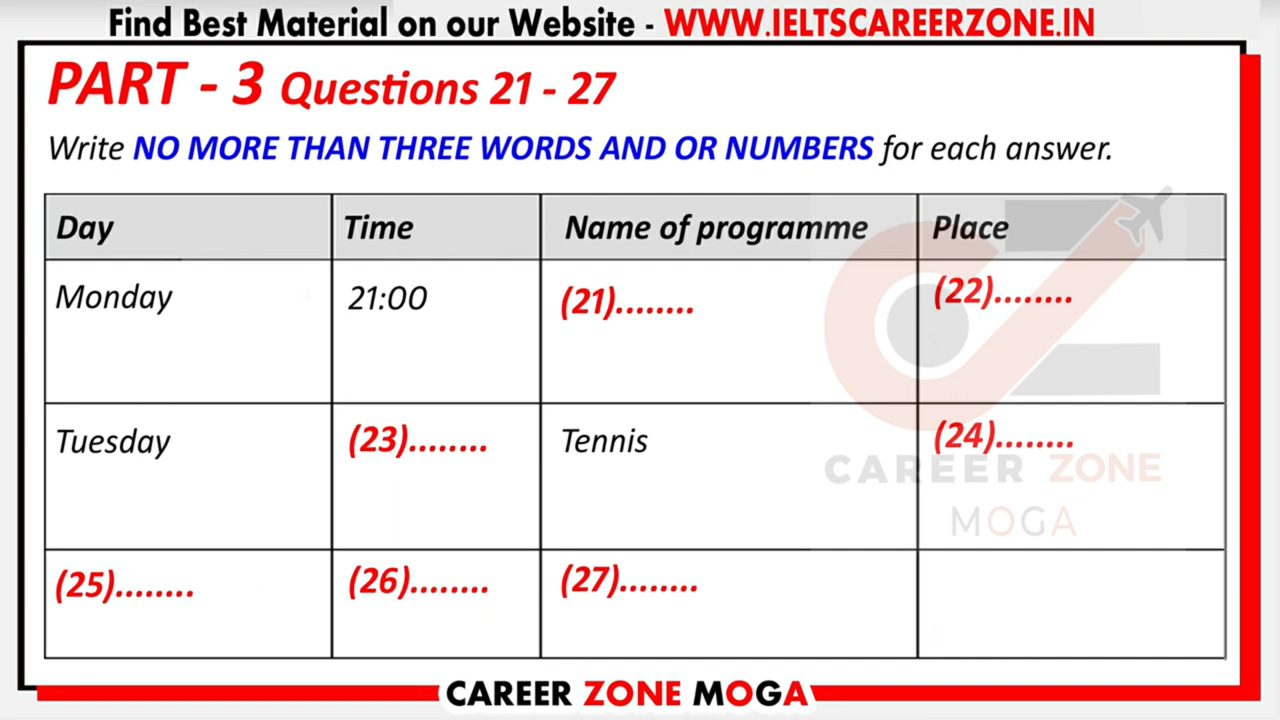 Find Best Material on our Website - WWW.IELTSCAREERZONE.IN
PART - 3 Questions 21 - 27
Write NO MORE THAN THREE WORDS AND OR NUMBERS for each answer.
Day Time Name of programme Place
Monday 21:00 (21)........ (22)........
Tuesday (23)........ Tennis (24)........
CAREER ZONE
MOGA
(25)........ (26)........ (27)........
CAREER ZONE MOGA